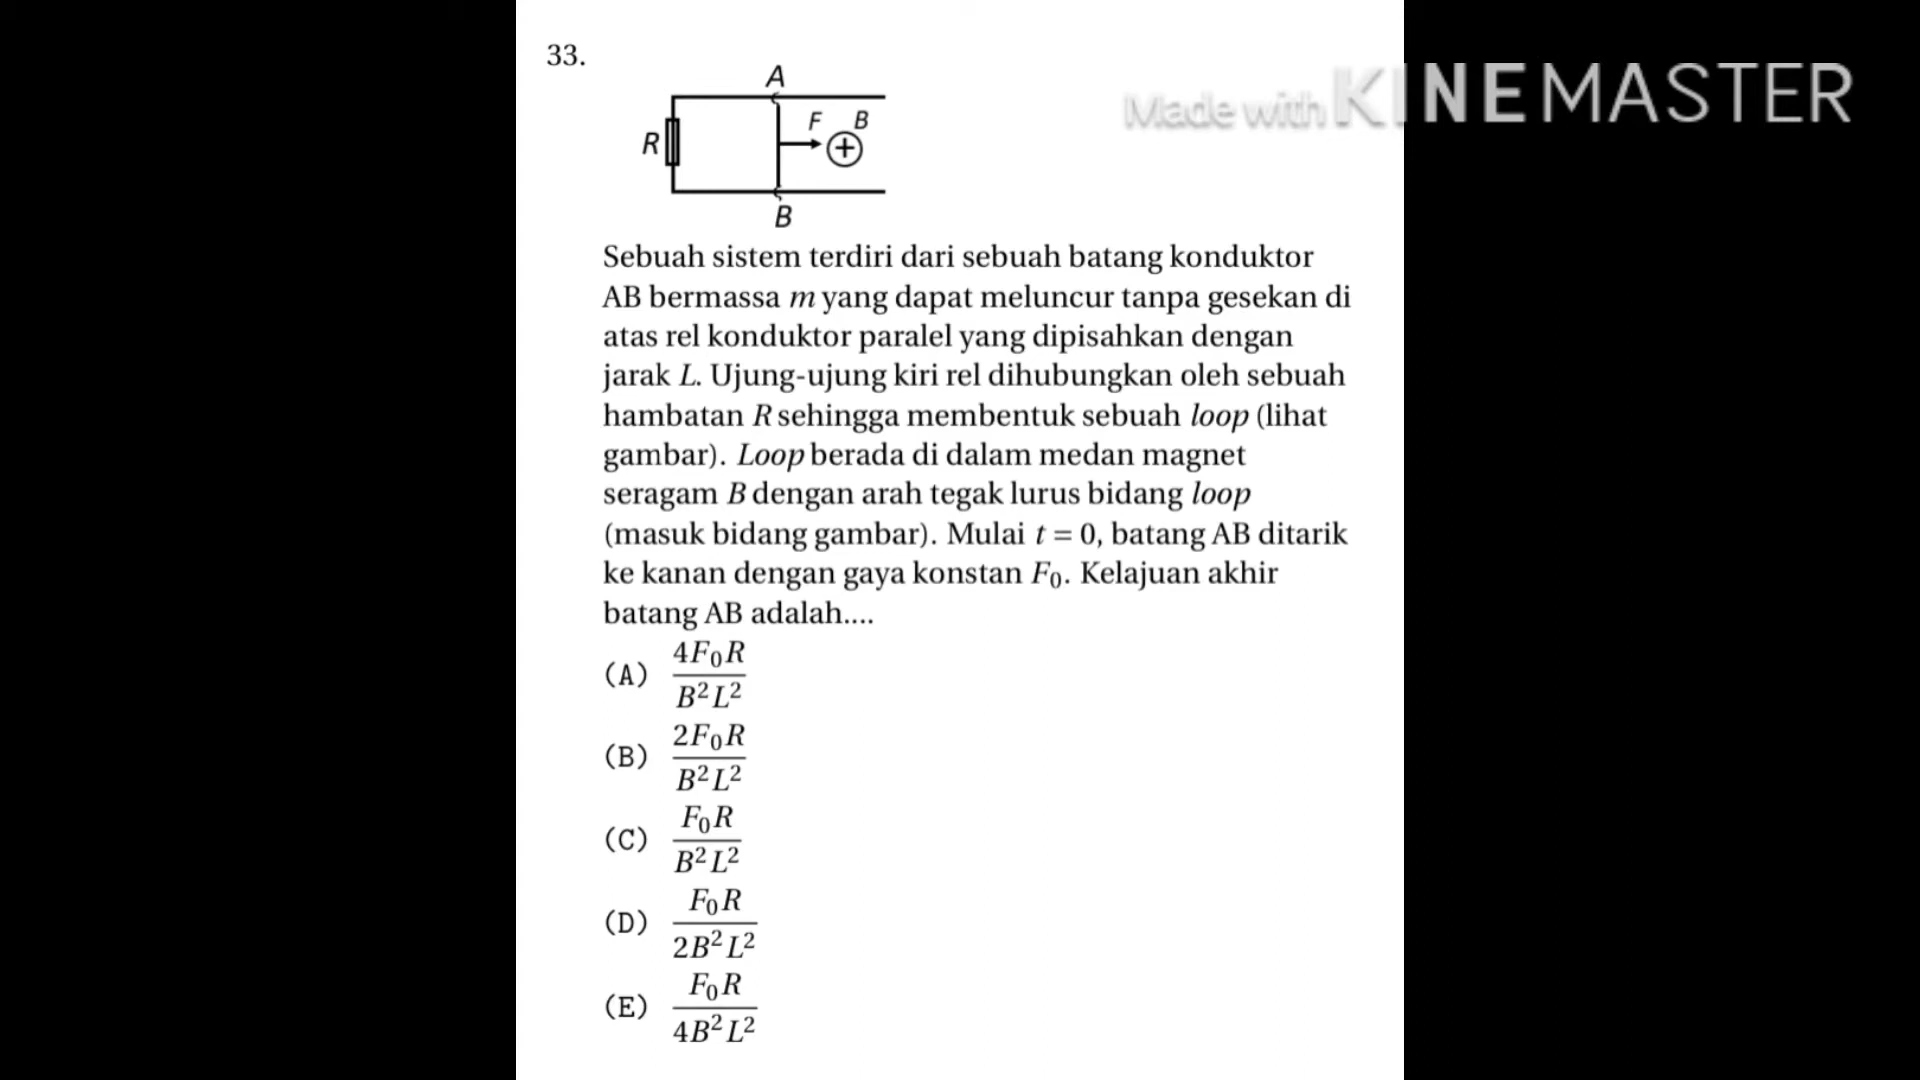 33.
Made with KINEMASTER
A
F B
R
B
Sebuah sistem terdiri dari sebuah batang konduktor
AB bermassa m yang dapat meluncur tanpa gesekan di
atas rel konduktor paralel yang dipisahkan dengan
jarak L. Ujung-ujung kiri rel dihubungkan oleh sebuah
hambatan R sehingga membentuk sebuah loop (lihat
gambar). Loop berada di dalam medan magnet
seragam B dengan arah tegak lurus bidang loop
(masuk bidang gambar). Mulai t = 0, batang AB ditarik
ke kanan dengan gaya konstan F₀. Kelajuan akhir
batang AB adalah....
(A) 4F₀R / B²L²
(B) 2F₀R / B²L²
(C) F₀R / B²L²
(D) F₀R / 2B²L²
(E) F₀R / 4B²L²